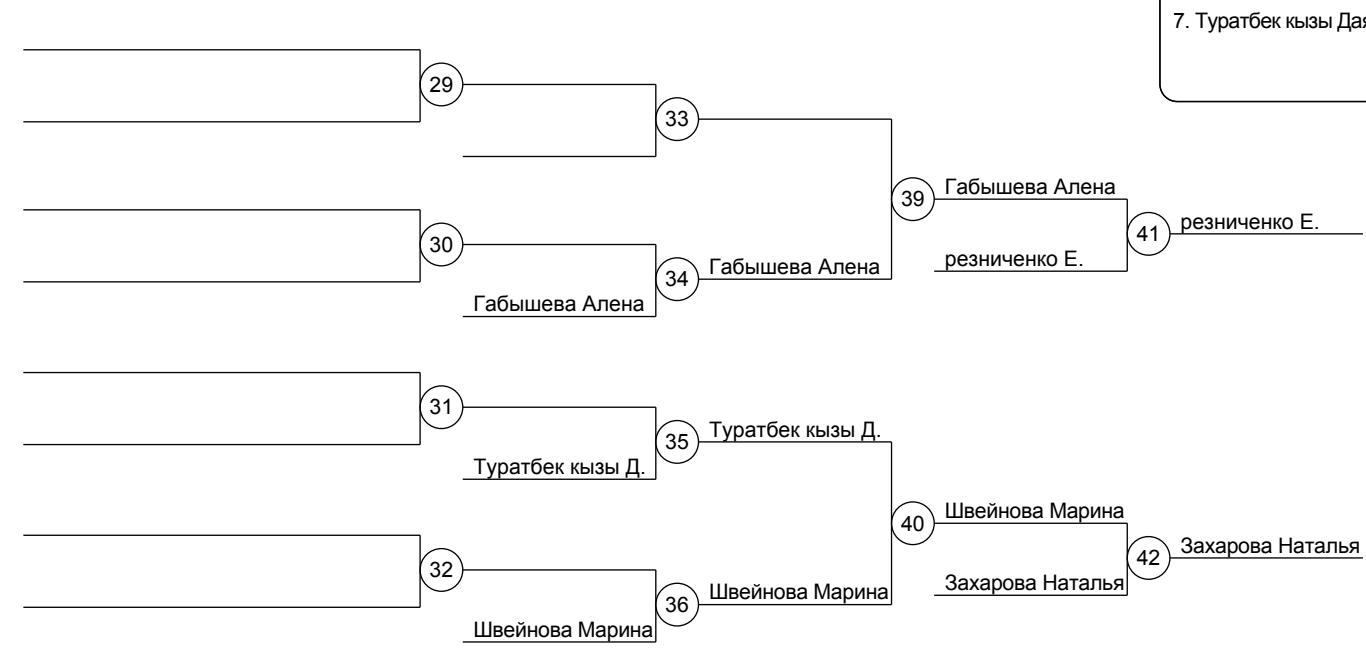 7. Туратбек кызы Дая
29
33
39
Габышева Алена
41
резниченко Е.
резниченко Е.
30
34
Габышева Алена
Габышева Алена
31
35
Туратбек кызы Д.
Туратбек кызы Д.
40
Швейнова Марина
42
Захарова Наталья
Захарова Наталья
32
36
Швейнова Марина
Швейнова Марина